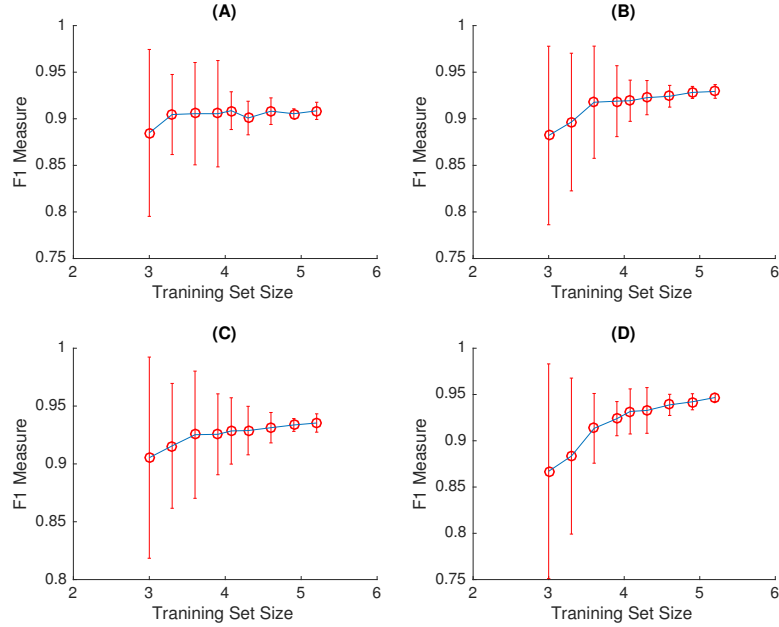 (A)
1
0.95
0.9
0.85
0.8
0.75
F1 Measure
2 3 4 5 6
Tranining Set Size
(B)
1
0.95
0.9
0.85
0.8
0.75
F1 Measure
2 3 4 5 6
Tranining Set Size
(C)
1
0.95
0.9
0.85
0.8
F1 Measure
2 3 4 5 6
Tranining Set Size
(D)
1
0.95
0.9
0.85
0.8
0.75
F1 Measure
2 3 4 5 6
Tranining Set Size